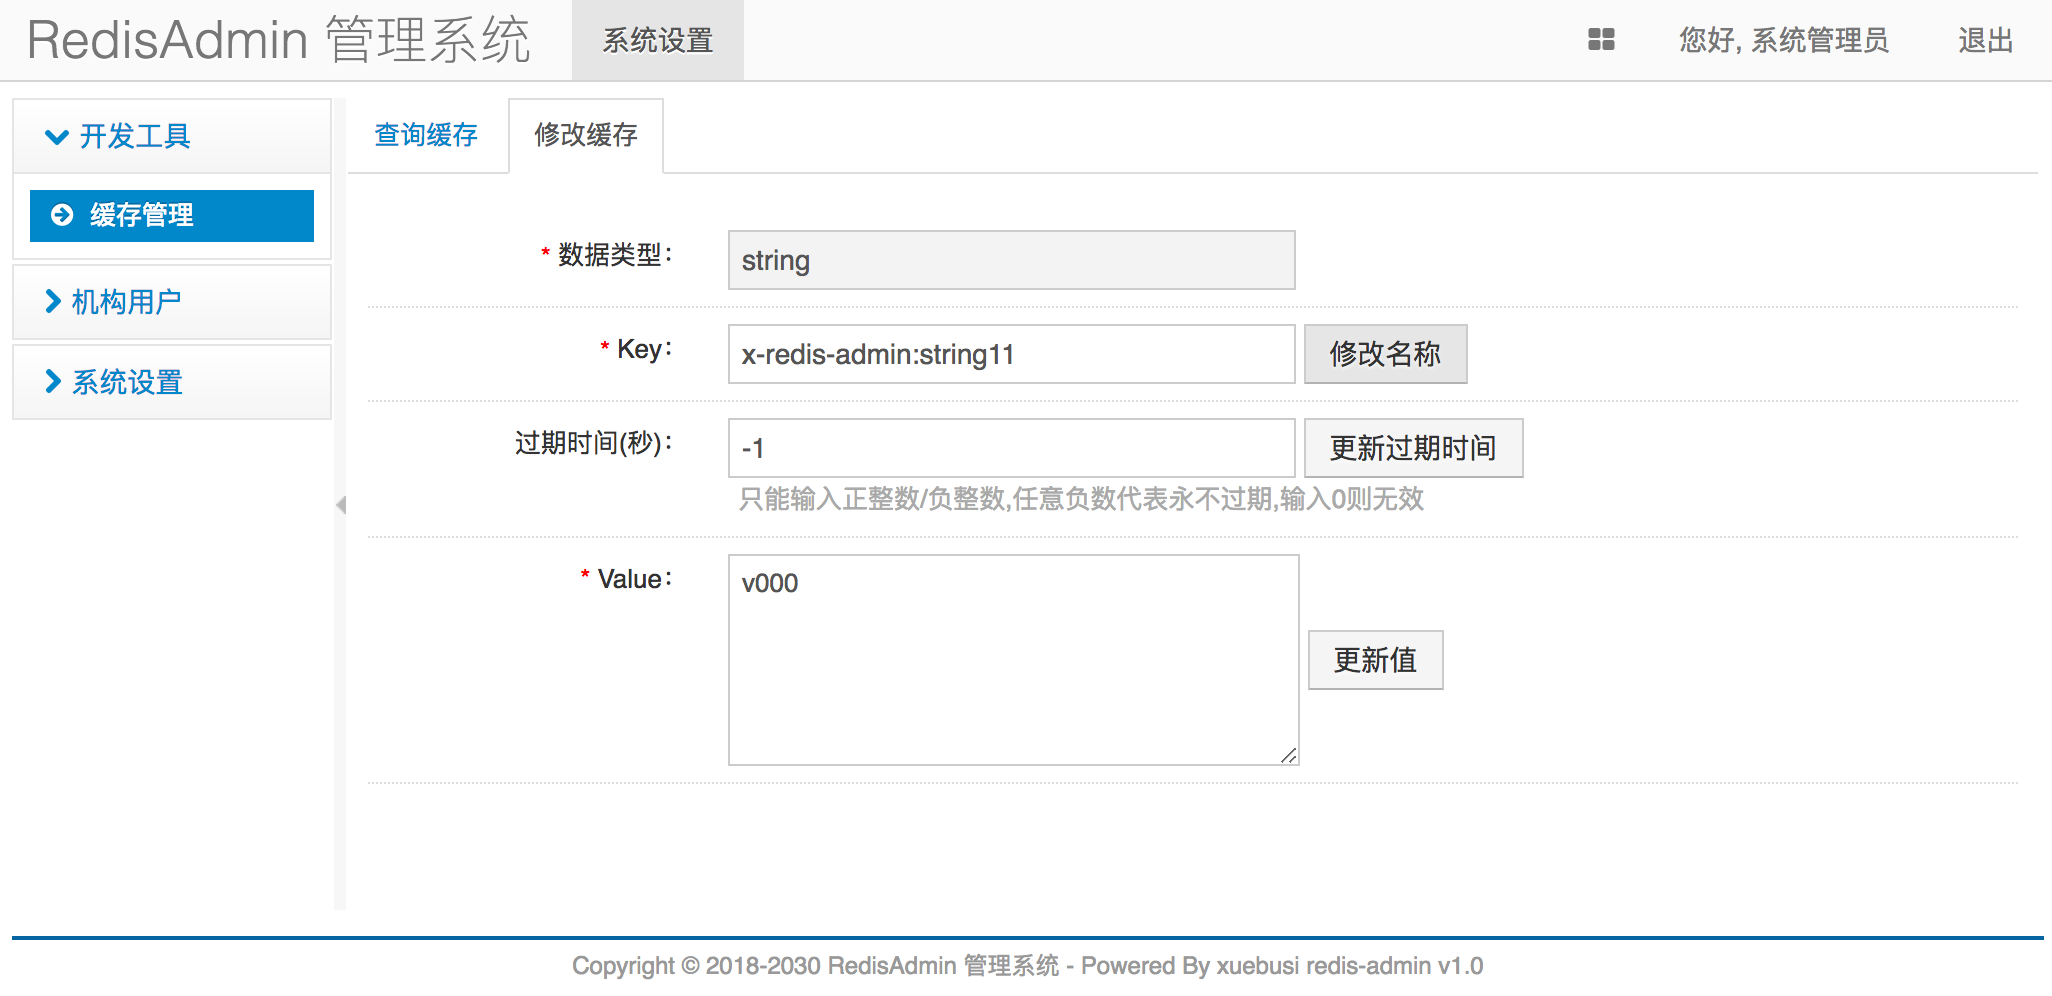 RedisAdmin 管理系统
系统设置
您好, 系统管理员
退出
开发工具
缓存管理
机构用户
系统设置
查询缓存
修改缓存
* 数据类型：
string
* Key：
x-redis-admin:string11
修改名称
过期时间(秒)：
-1
更新过期时间
只能输入正整数/负整数,任意负数代表永不过期,输入0则无效
* Value：
v000
更新值
Copyright © 2018-2030 RedisAdmin 管理系统 - Powered By xuebusi redis-admin v1.0